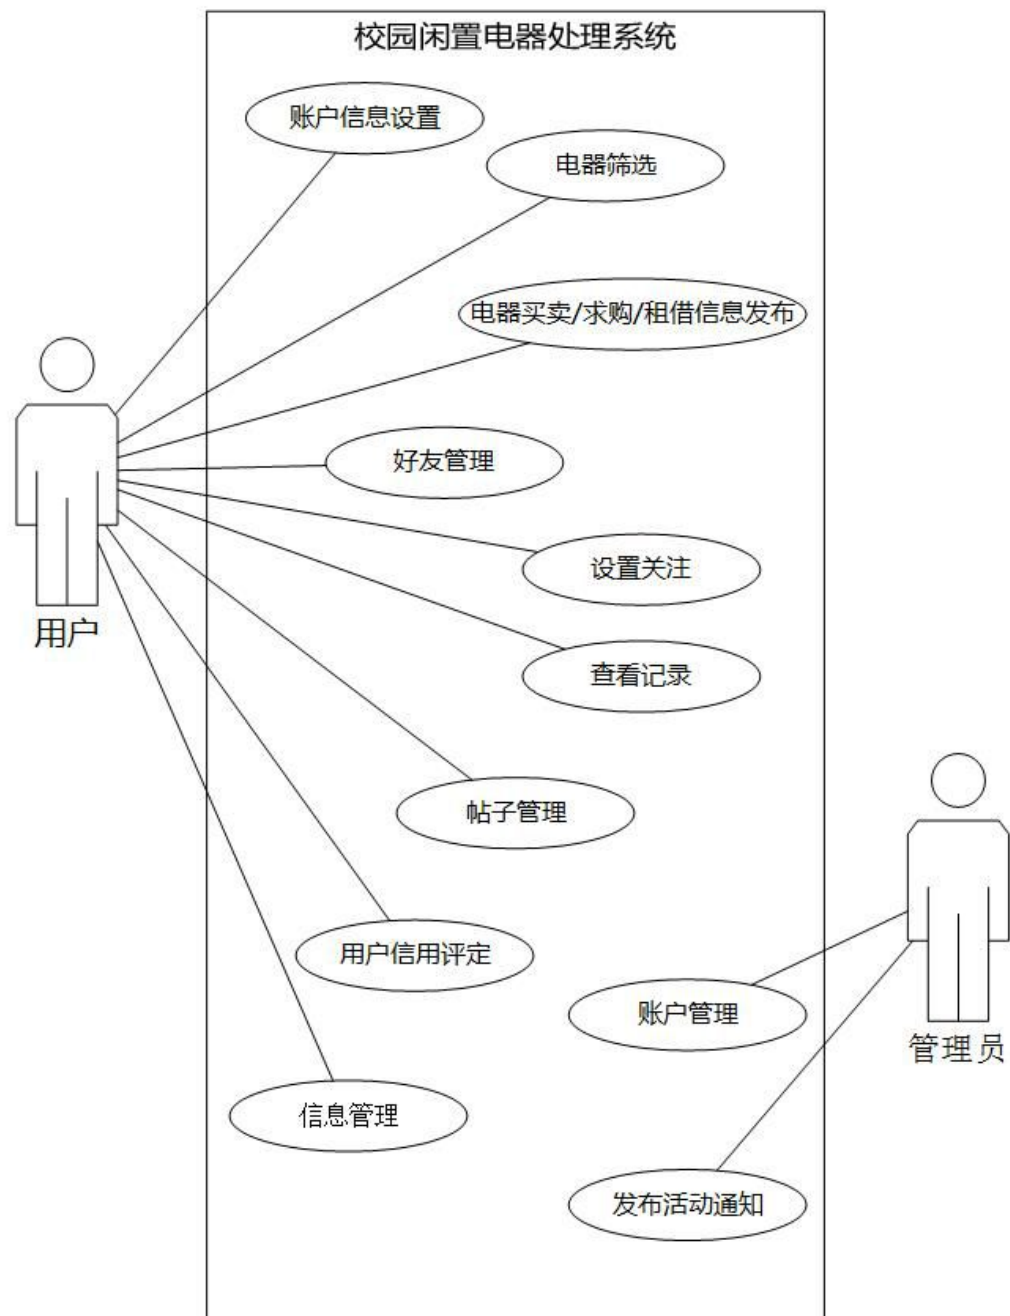 校园闲置电器处理系统
账户信息设置
电器筛选
电器买卖/求购/租借信息发布
好友管理
设置关注
用户
查看记录
帖子管理
用户信用评定
账户管理
管理员
信息管理
发布活动通知